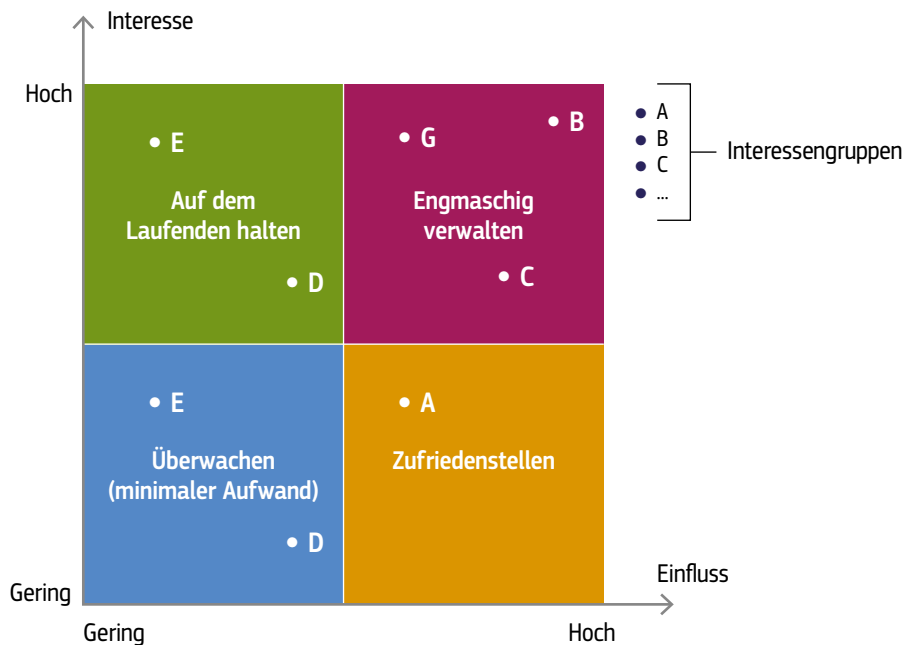 Interesse
Hoch
E
G
B
A
B
C
...
Interessengruppen
Auf dem
Laufenden halten
Engmaschig
verwalten
D
C
E
A
Überwachen
(minimaler Aufwand)
Zufriedenstellen
D
Einfluss
Gering
Gering
Hoch